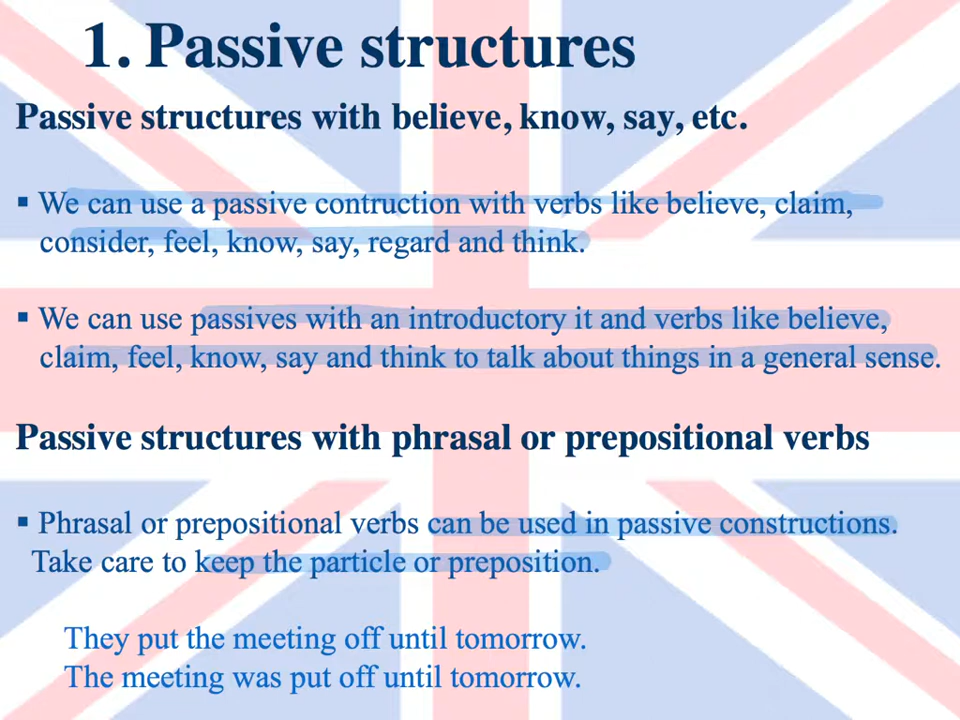 1. Passive structures
Passive structures with believe, know, say, etc.
▪ We can use a passive contruction with verbs like believe, claim,
consider, feel, know, say, regard and think.
▪ We can use passives with an introductory it and verbs like believe,
claim, feel, know, say and think to talk about things in a general sense.
Passive structures with phrasal or prepositional verbs
▪ Phrasal or prepositional verbs can be used in passive constructions.
Take care to keep the particle or preposition.
They put the meeting off until tomorrow.
The meeting was put off until tomorrow.